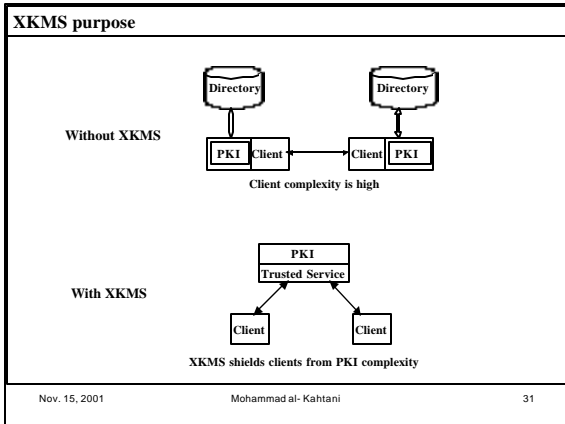 XKMS purpose
Directory Directory
Without XKMS
PKI Client Client PKI
Client complexity is high
PKI
Trusted Service
With XKMS
Client Client
XKMS shields clients from PKI complexity
Nov. 15, 2001 Mohammad al- Kahtani 31